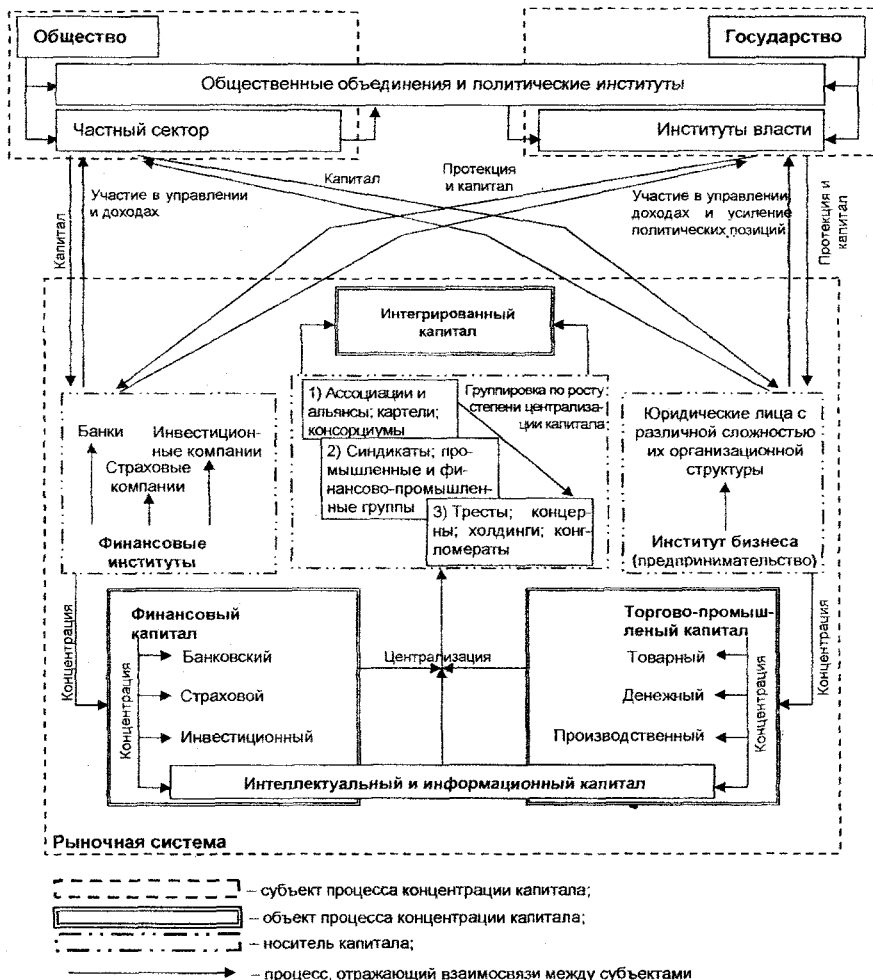 Общество
Государство
Общественные объединения и политические институты
Частный сектор
Институты власти
Капитал
Участие в управлении
и доходах
Капитал
Протекция
и капитал
Участие в управлении,
доходах и усиление
политических позиций
Протекция и
капитал
Интегрированный
капитал
1) Ассоциации и
альянсы; картели;
консорциумы
Группировка по росту
степени централиза-
ции капитала
2) Синдикаты; про-
мышленные и фи-
нансово-промышлен-
ные группы
3) Тресты; концер-
ны; холдинги; кон-
гломераты
Банки
Инвестицион-
ные компании
Страховые
компании
Финансовые
институты
Юридические лица с
различной сложностью
их организационной
структуры
Институт бизнеса
(предпринимательство)
Концентрация
Финансовый
капитал
Концентрация
Банковский
Страховой
Инвестиционный
Централизация
Торгово-промыш-
леный капитал
Товарный
Денежный
Производственный
Концентрация
Концентрация
Интеллектуальный и информационный капитал
Рыночная система
– субъект процесса концентрации капитала;
– объект процесса концентрации капитала;
– носитель капитала;
– процесс, отражающий взаимосвязи между субъектами